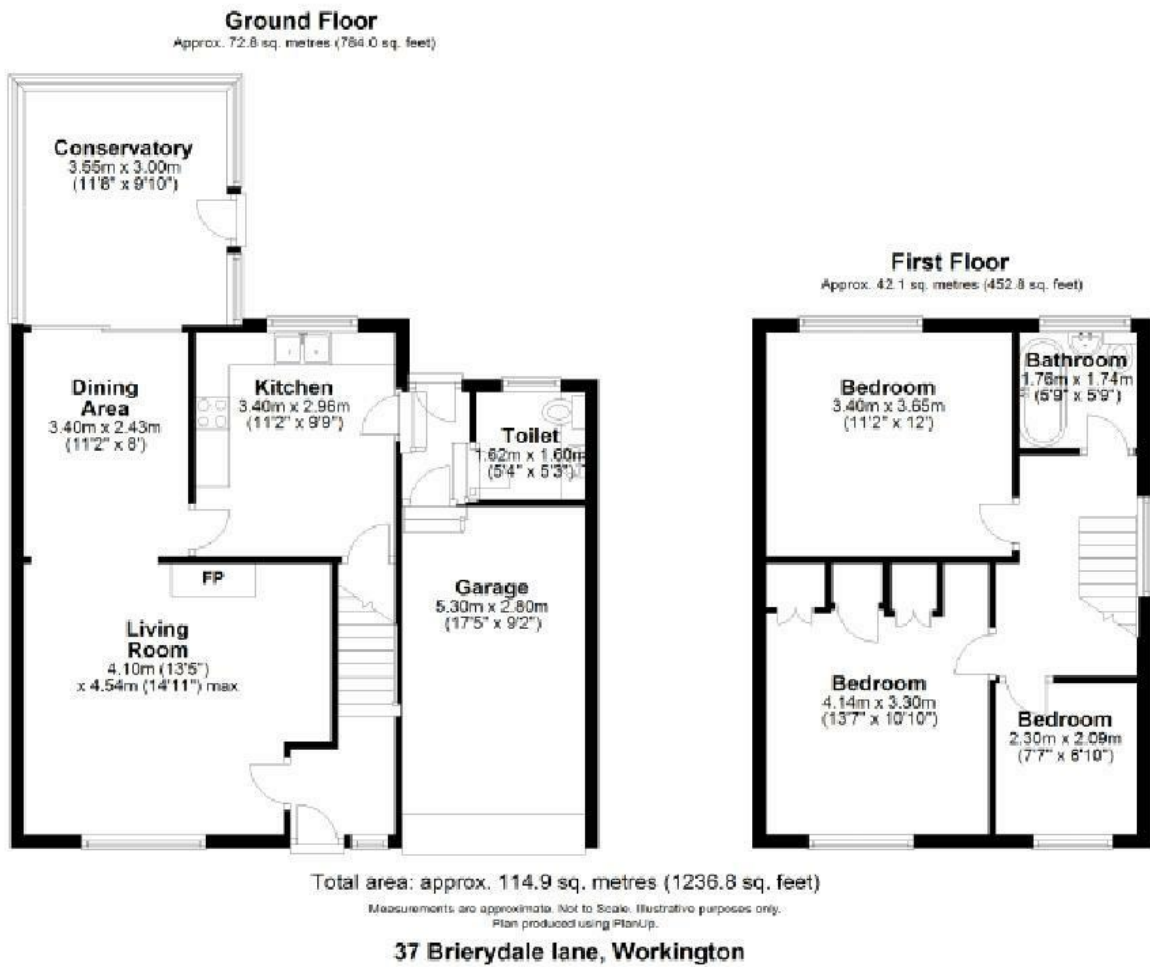 Ground Floor
Approx. 72.8 sq. metres (784.0 sq. feet)
Conservatory
3.55m x 3.00m
(11'8" x 9'10")
Dining
Area
3.40m x 2.43m
(11'2" x 8')
Kitchen
3.40m x 2.96m
(11'2" x 9'9")
Toilet
1.62m x 1.60m
(5'4" x 5'3")
FP
Living
Room
4.10m (13'5")
x 4.54m (14'11") max
Garage
5.30m x 2.80m
(17'5" x 9'2")
First Floor
Approx. 42.1 sq. metres (452.8 sq. feet)
Bedroom
3.40m x 3.65m
(11'2" x 12')
Bathroom
1.76m x 1.74m
(5'9" x 5'9")
Bedroom
4.14m x 3.30m
(13'7" x 10'10")
Bedroom
2.30m x 2.09m
(7'7" x 6'10")
Total area: approx. 114.9 sq. metres (1236.8 sq. feet)
Measurements are approximate. Not to Scale. Illustrative purposes only.
Plan produced using PlanUp.
37 Brierydale lane, Workington